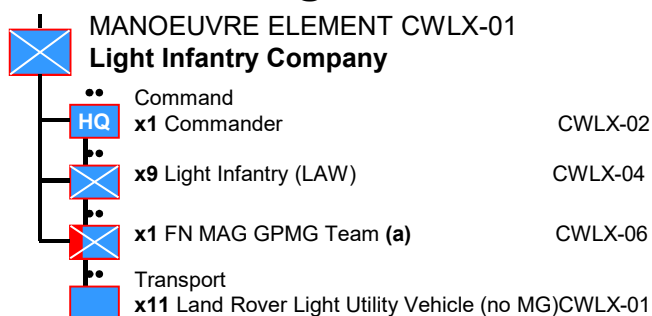 MANOEUVRE ELEMENT CWLX-01
Light Infantry Company
Command
HQ x1 Commander CWLX-02
x9 Light Infantry (LAW) CWLX-04
x1 FN MAG GPMG Team (a) CWLX-06
Transport
x11 Land Rover Light Utility Vehicle (no MG)CWLX-01